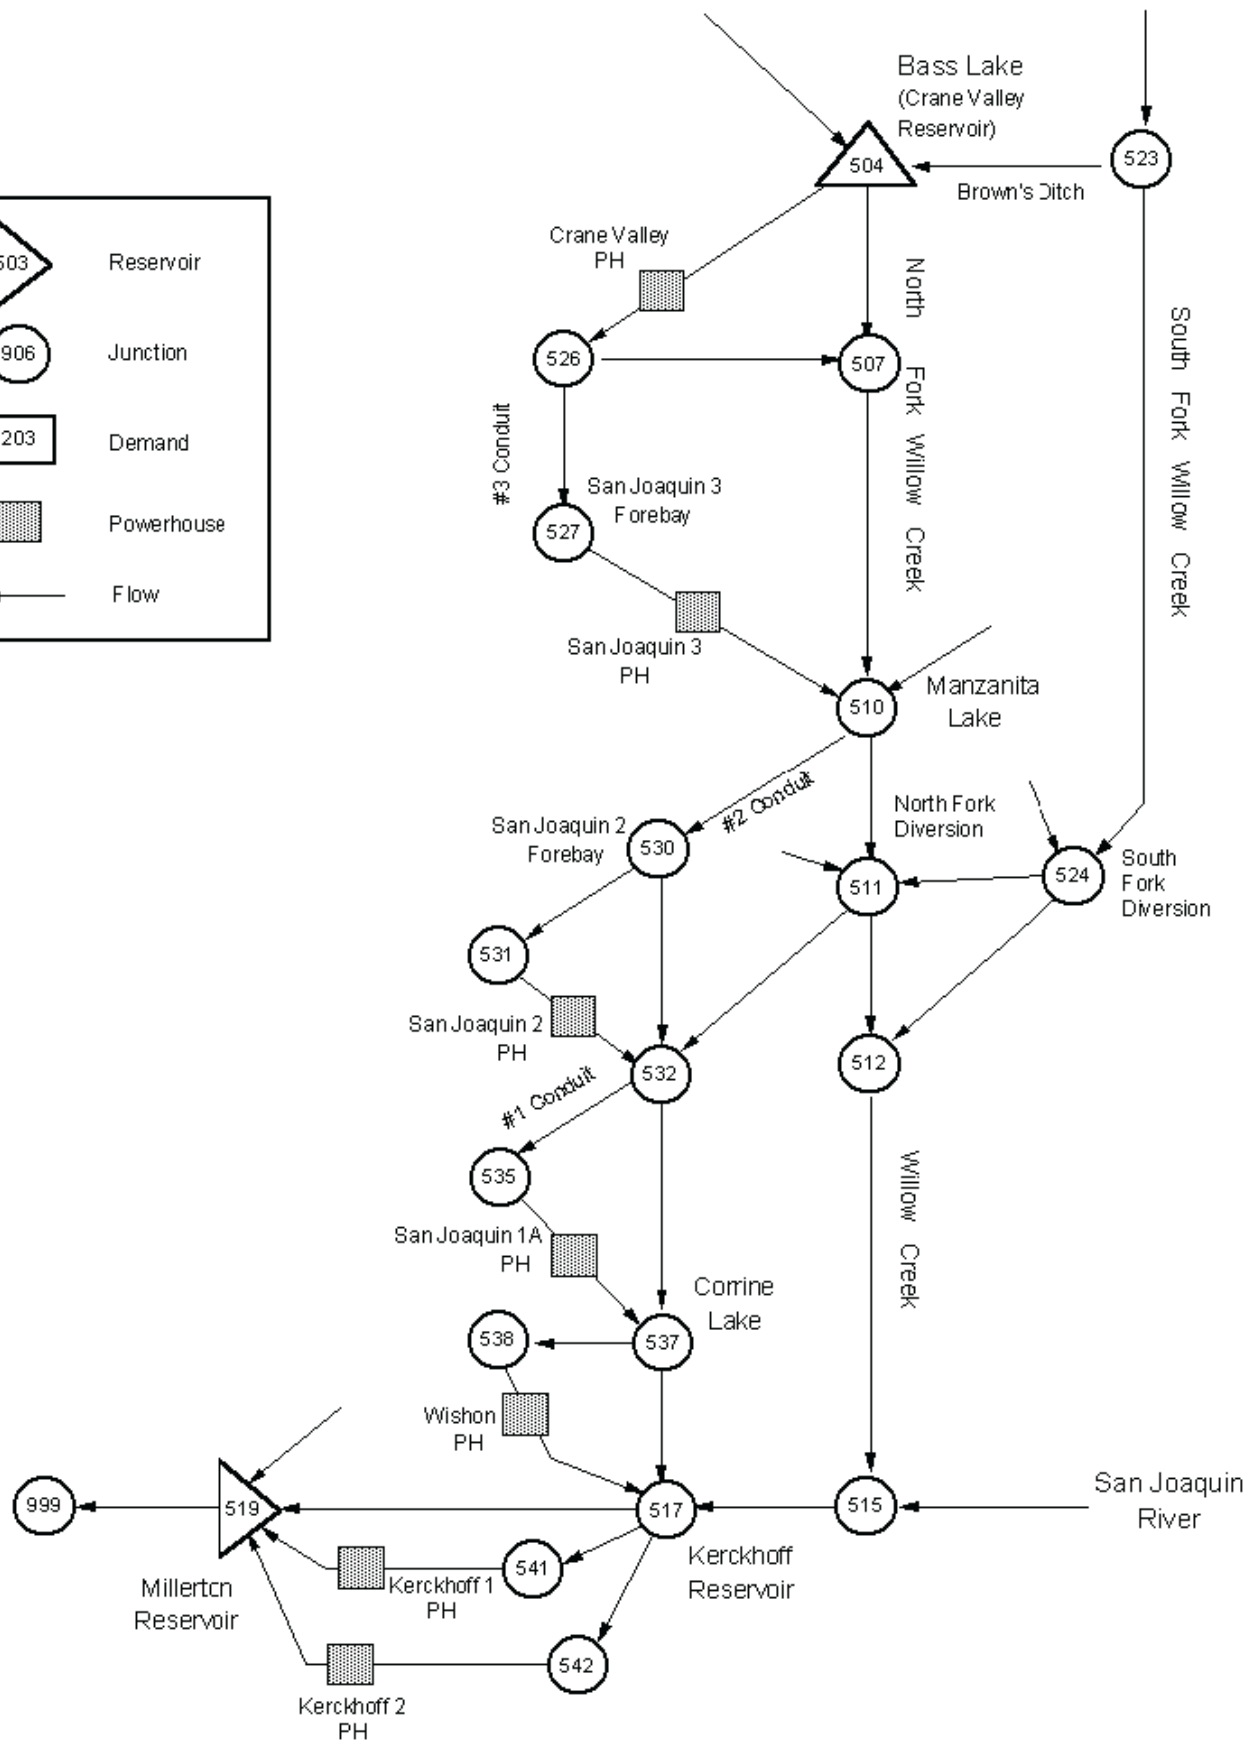 Bass Lake
(Crane Valley
Reservoir)
504
523
Brown's Ditch
503
Reservoir
906
Junction
203
Demand
Powerhouse
Flow
Crane Valley
PH
North Fork Willow Creek
South Fork Willow Creek
526
507
#3 Conduit
San Joaquin 3
Forebay
527
San Joaquin 3
PH
510
Manzanita
Lake
#2 Conduit
San Joaquin 2
Forebay
530
North Fork
Diversion
511
524
South
Fork
Diversion
531
San Joaquin 2
PH
532
512
#1 Conduit
535
San Joaquin 1A
PH
Willow Creek
Corrine
Lake
538
537
Wishon
PH
999
519
517
515
San Joaquin
River
Kerckhoff
Reservoir
541
Kerckhoff 1
PH
Millerton
Reservoir
542
Kerckhoff 2
PH